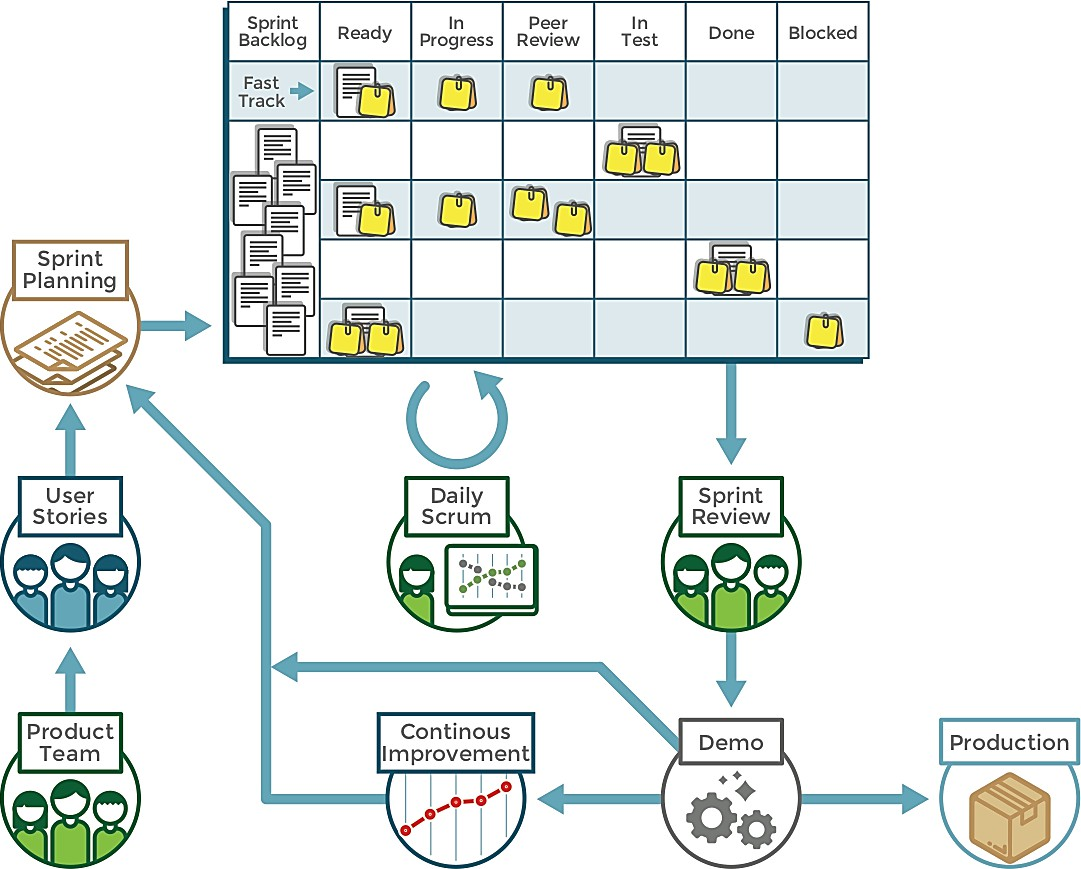 Sprint
Backlog
Ready
In
Progress
Peer
Review
In
Test
Done
Blocked
Fast
Track
Sprint
Planning
User
Stories
Daily
Scrum
Sprint
Review
Product
Team
Continous
Improvement
Demo
Production